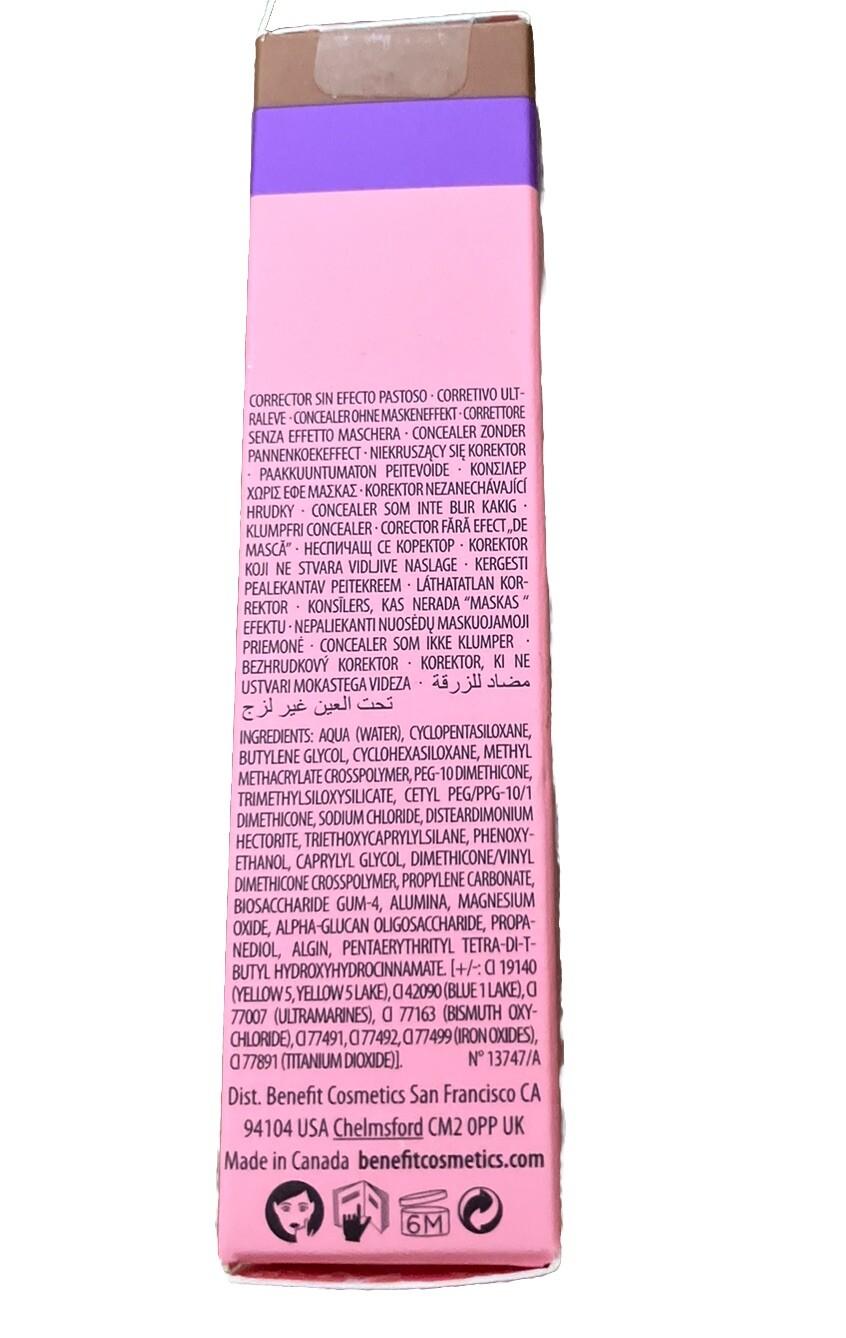 CORRECTOR SIN EFECTO PASTOSO · CORRETIVO ULT-
RALEVE · CONCEALER OHNE MASKENEFFEKT · CORRETTORE
SENZA EFFETTO MASCHERA · CONCEALER ZONDER
PANNENKOEKEFFECT · NIEKRUSZĄCY SIĘ KOREKTOR
· PAAKKUUNTUMATON PEITEVOIDE · ΚΟΝΣΙΛΕΡ
ΧΩΡΙΣ ΕΦΕ ΜΑΣΚΑΣ · KOREKTOR NEZANECHÁVAJÍCÍ
HRUDKY · CONCEALER SOM INTE BLIR KAKIG ·
KLUMPFRI CONCEALER · CORECTOR FĂRĂ EFECT „DE
MASCĂ” · НЕСПИЧАЩ СЕ КОРЕКТОР · KOREKTOR
KOJI NE STVARA VIDLJIVE NASLAGE · KERGESTI
PEALEKANTAV PEITEKREEM · LÁTHATATLAN KOR-
REKTOR · KONSĪLERS, KAS NERADA “MASKAS “
EFEKTU · NEPALIEKANTI NUOSĖDŲ MASKUOJAMOJI
PRIEMONĖ · CONCEALER SOM IKKE KLUMPER ·
BEZHRUDKOVÝ KOREKTOR · KOREKTOR, KI NE
USTVARI MOKASTEGA VIDEZA · مضاد للزرقة
تحت العين غير لزج
INGREDIENTS: AQUA (WATER), CYCLOPENTASILOXANE,
BUTYLENE GLYCOL, CYCLOHEXASILOXANE, METHYL
METHACRYLATE CROSSPOLYMER, PEG-10 DIMETHICONE,
TRIMETHYLSILOXYSILICATE, CETYL PEG/PPG-10/1
DIMETHICONE, SODIUM CHLORIDE, DISTEARDIMONIUM
HECTORITE, TRIETHOXYCAPRYLYLSILANE, PHENOXY-
ETHANOL, CAPRYLYL GLYCOL, DIMETHICONE/VINYL
DIMETHICONE CROSSPOLYMER, PROPYLENE CARBONATE,
BIOSACCHARIDE GUM-4, ALUMINA, MAGNESIUM
OXIDE, ALPHA-GLUCAN OLIGOSACCHARIDE, PROPA-
NEDIOL, ALGIN, PENTAERYTHRITYL TETRA-DI-T-
BUTYL HYDROXYHYDROCINNAMATE. [+/-: CI 19140
(YELLOW 5, YELLOW 5 LAKE), CI 42090 (BLUE 1 LAKE), CI
77007 (ULTRAMARINES), CI 77163 (BISMUTH OXY-
CHLORIDE), CI 77491, CI 77492, CI 77499 (IRON OXIDES),
CI 77891 (TITANIUM DIOXIDE)]. N° 13747/A
Dist. Benefit Cosmetics San Francisco CA
94104 USA Chelmsford CM2 0PP UK
Made in Canada benefitcosmetics.com
6M